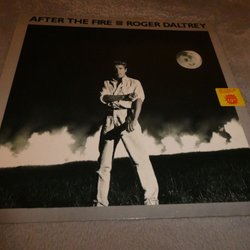 AFTER THE FIRE ROGER DALTREY